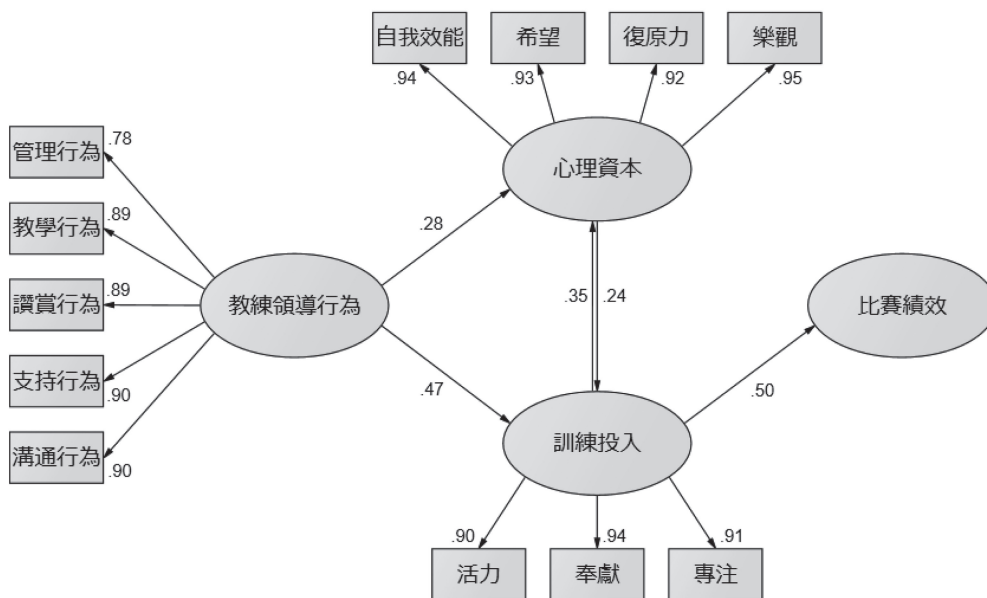 自我效能
希望
復原力
樂觀
.94
.93
.92
.95
管理行為
.78
教學行為
.89
讚賞行為
.89
支持行為
.90
溝通行為
.90
教練領導行為
心理資本
.28
.35
.24
比賽績效
.47
.50
訓練投入
.90
.94
.91
活力
奉獻
專注